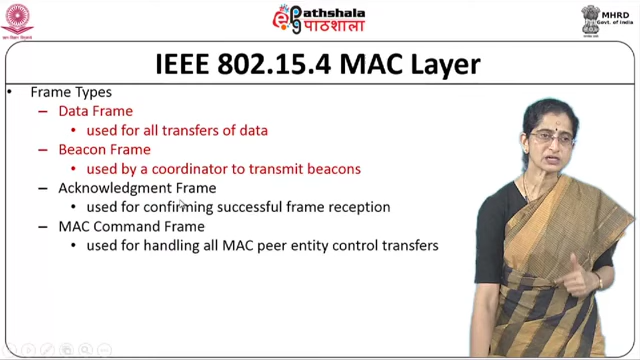 Pathshala
पाठशाला
MHRD
Govt. of India
IEEE 802.15.4 MAC Layer
• Frame Types
– Data Frame
• used for all transfers of data
– Beacon Frame
• used by a coordinator to transmit beacons
– Acknowledgment Frame
• used for confirming successful frame reception
– MAC Command Frame
• used for handling all MAC peer entity control transfers